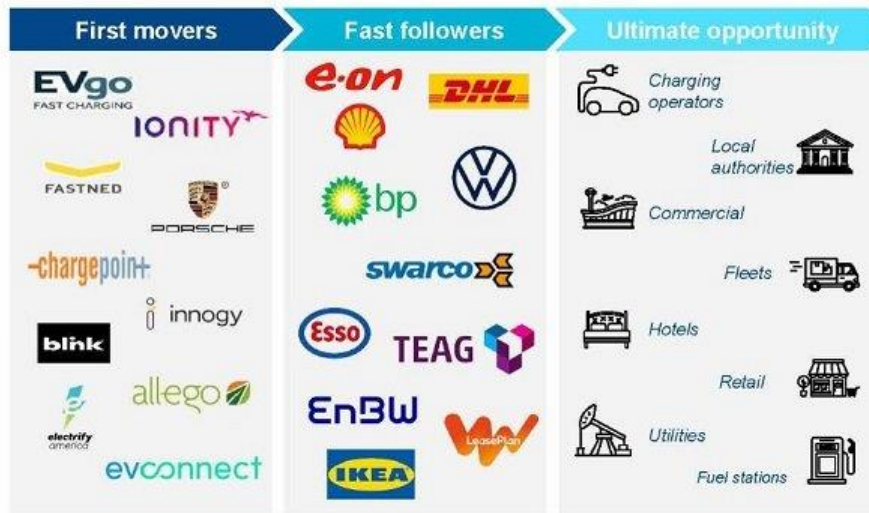 First movers
Fast followers
Ultimate opportunity
EVgo
FAST CHARGING
IONITY
FASTNED
PORSCHE
-chargepoin+
innogy
blink
allego
electrify
america
evconnect
e·on
DHL
bp
VW
swarco
Esso
TEAG
EnBW
LeasePlan
IKEA
Charging
operators
Local
authorities
Commercial
Fleets
Hotels
Retail
Utilities
Fuel stations